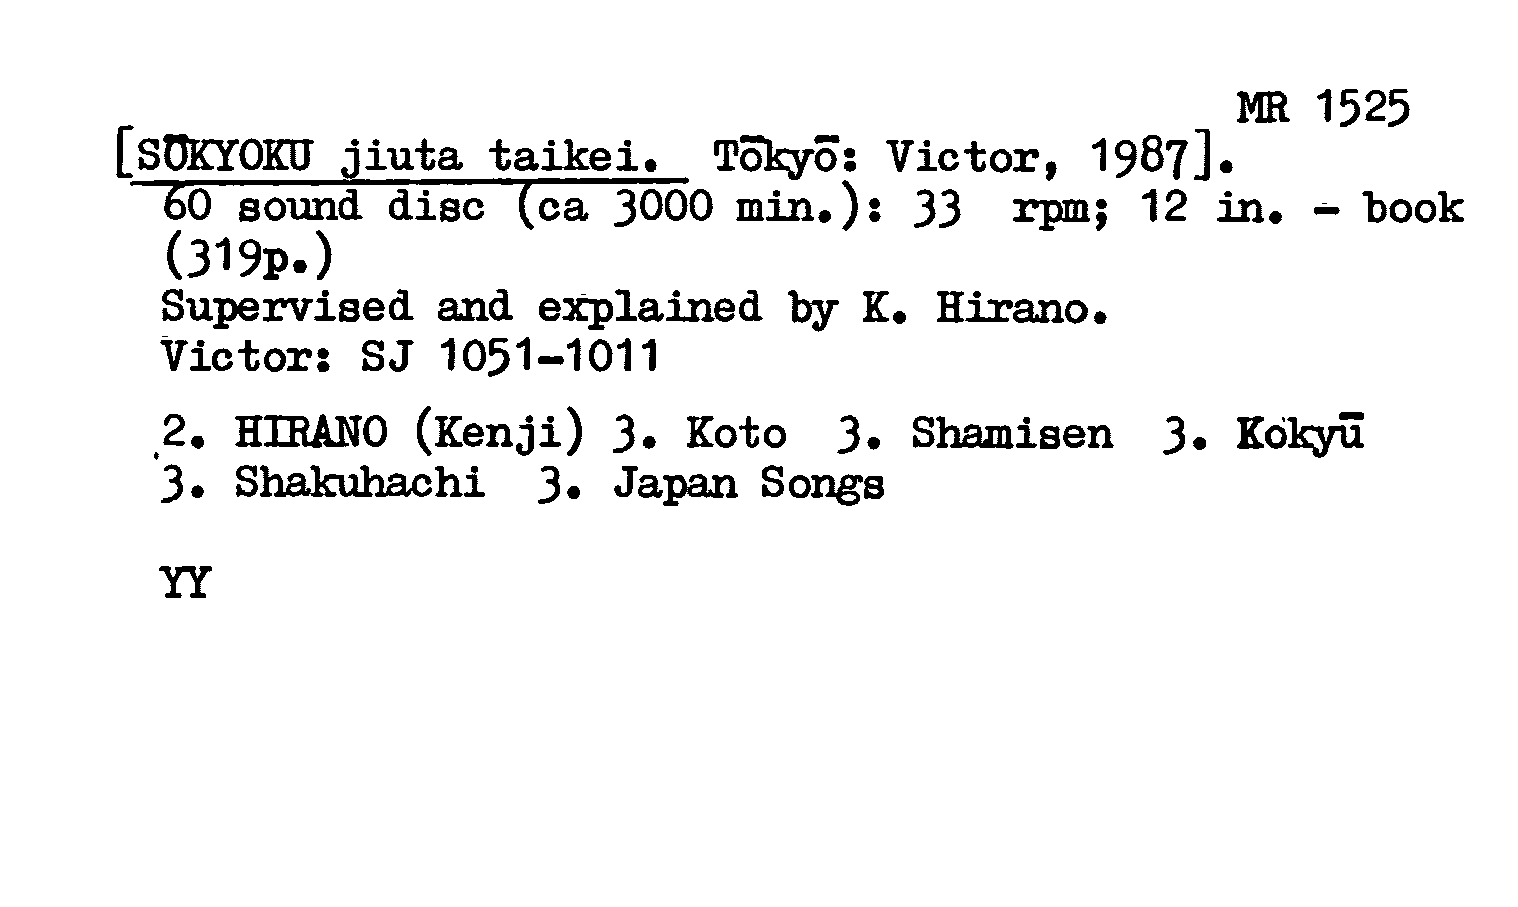 MR 1525
[SŌKYOKU jiuta taikei. Tōkyō: Victor, 1987].
60 sound disc (ca 3000 min.): 33 rpm; 12 in. - book
(319p.)
Supervised and explained by K. Hirano.
Victor: SJ 1051-1011
2. HIRANO (Kenji) 3. Koto 3. Shamisen 3. Kokyū
3. Shakuhachi 3. Japan Songs
YY